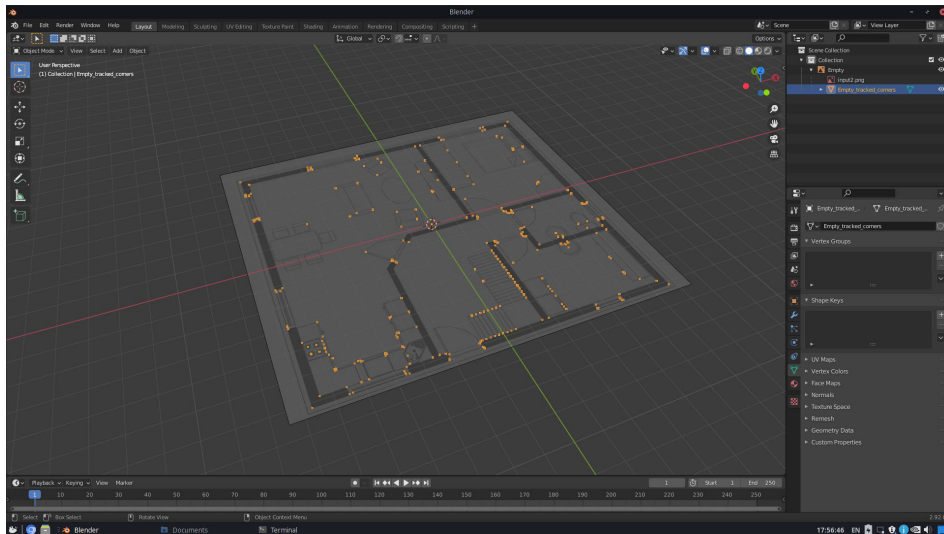 Blender
File Edit Render Window Help Layout Modeling Sculpting UV Editing Texture Paint Shading Animation Rendering Compositing Scripting + Scene View Layer
Global Options
Object Mode View Select Add Object
User Perspective
(1) Collection | Empty_tracked_corners
Scene Collection
Collection
Empty
input2.png
Empty_tracked_corners
Empty_tracked_.. Empty_tracked_..
Empty_tracked_corners
Vertex Groups
Shape Keys
UV Maps
Vertex Colors
Face Maps
Normals
Texture Space
Remesh
Geometry Data
Custom Properties
Playback Keying View Marker 1 Start 1 End 250
1 10 20 30 40 50 60 70 80 90 100 110 120 130 140 150 160 170 180 190 200 210 220 230 240 250
Select Box Select Rotate View Object Context Menu
Blender Documents Terminal 17:56:46 EN